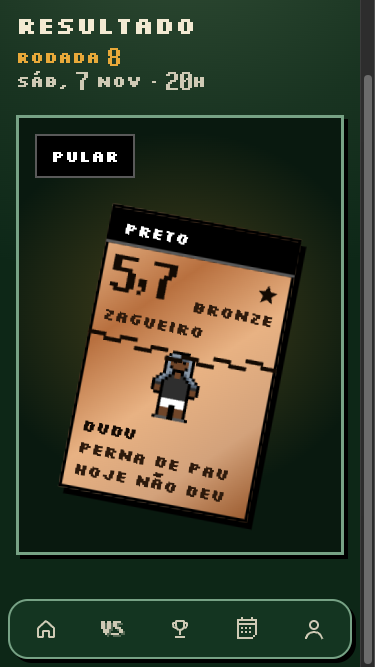 RESULTADO
RODADA 8
SÁB, 7 NOV · 20H
PULAR
PRETO
5,7
BRONZE
ZAGUEIRO
DUDU
PERNA DE PAU
HOJE NÃO DEU
VS